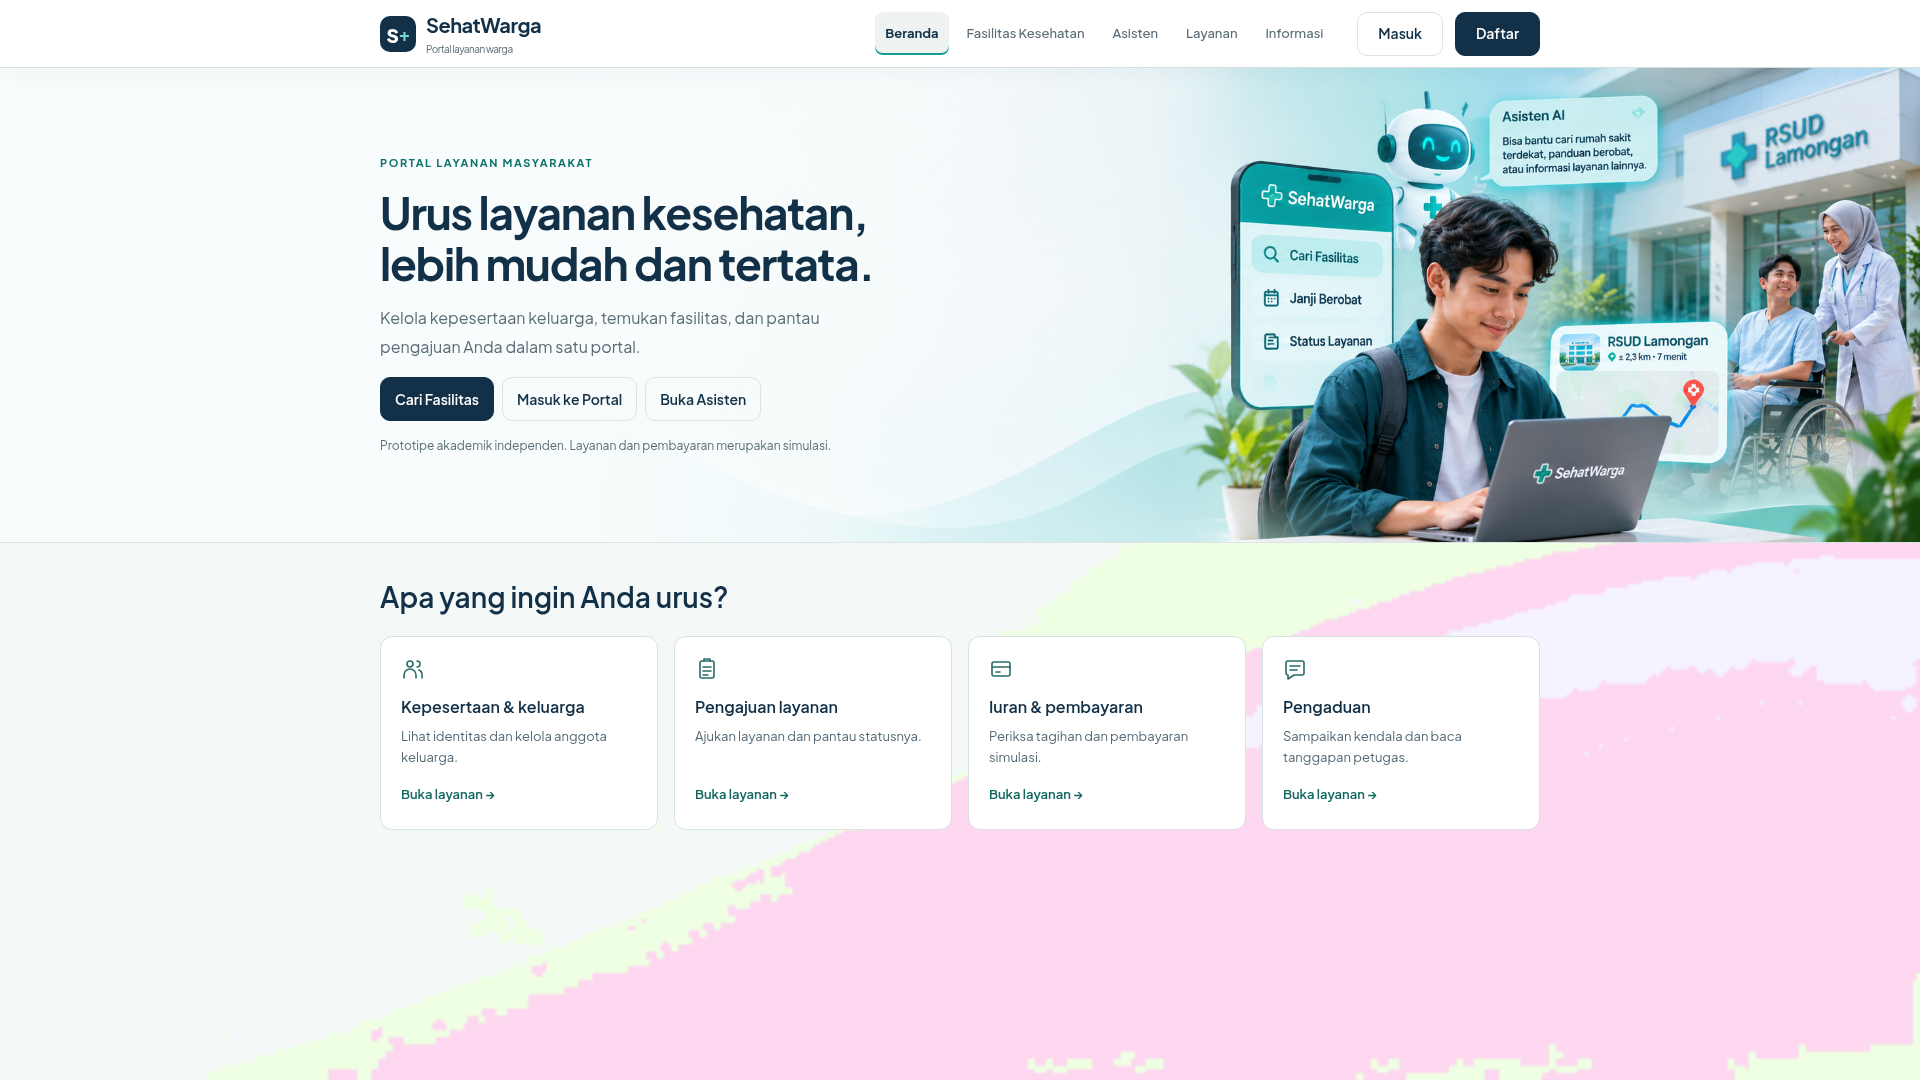 S+
SehatWarga
Portal layanan warga
Beranda
Fasilitas Kesehatan
Asisten
Layanan
Informasi
Masuk
Daftar
PORTAL LAYANAN MASYARAKAT
Urus layanan kesehatan,
lebih mudah dan tertata.
Kelola kepesertaan keluarga, temukan fasilitas, dan pantau
pengajuan Anda dalam satu portal.
Cari Fasilitas
Masuk ke Portal
Buka Asisten
Prototipe akademik independen. Layanan dan pembayaran merupakan simulasi.
SehatWarga
Cari Fasilitas
Janji Berobat
Status Layanan
Asisten AI
Bisa bantu cari rumah sakit
terdekat, panduan berobat,
atau informasi layanan lainnya.
RSUD
Lamongan
RSUD Lamongan
± 2,3 km • 7 menit
SehatWarga
Apa yang ingin Anda urus?
Kepesertaan & keluarga
Lihat identitas dan kelola anggota
keluarga.
Buka layanan →
Pengajuan layanan
Ajukan layanan dan pantau statusnya.
Buka layanan →
Iuran & pembayaran
Periksa tagihan dan pembayaran
simulasi.
Buka layanan →
Pengaduan
Sampaikan kendala dan baca
tanggapan petugas.
Buka layanan →